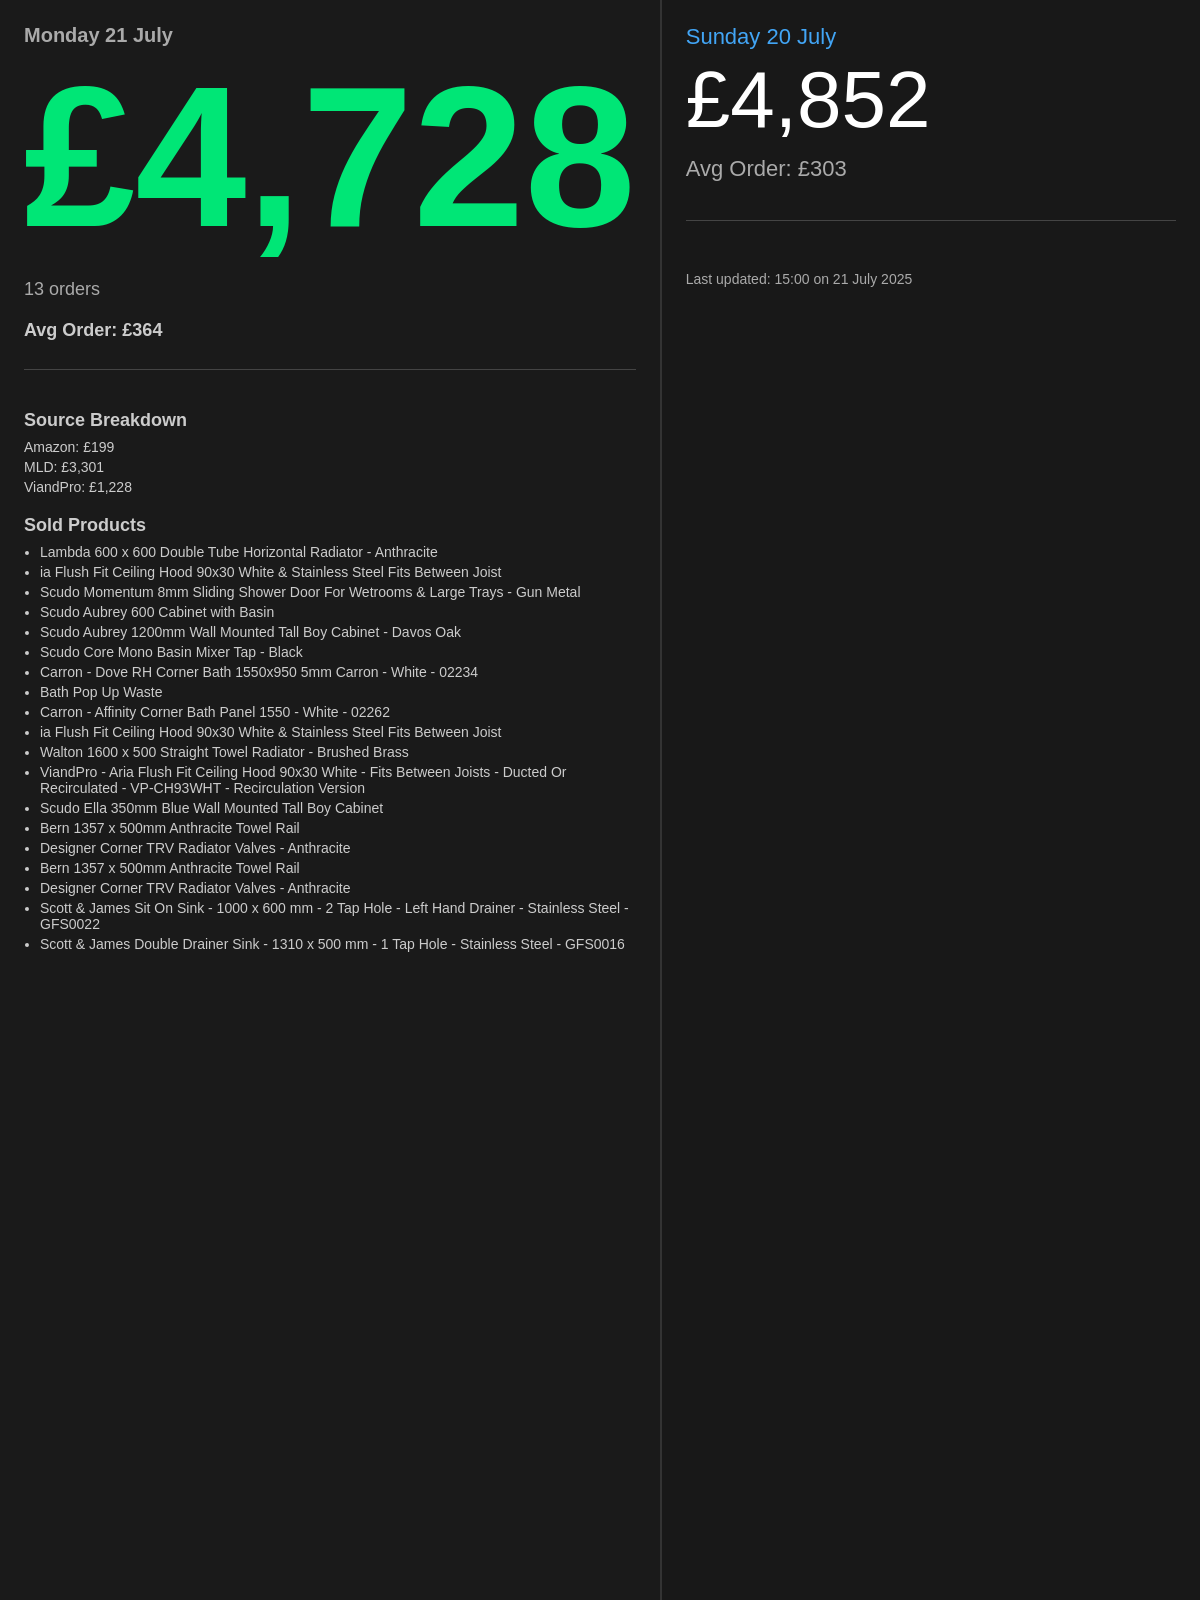 Monday 21 July
£4,728
13 orders
Avg Order: £364
Source Breakdown
Amazon: £199
MLD: £3,301
ViandPro: £1,228
Sold Products
• Lambda 600 x 600 Double Tube Horizontal Radiator - Anthracite
• ia Flush Fit Ceiling Hood 90x30 White & Stainless Steel Fits Between Joist
• Scudo Momentum 8mm Sliding Shower Door For Wetrooms & Large Trays - Gun Metal
• Scudo Aubrey 600 Cabinet with Basin
• Scudo Aubrey 1200mm Wall Mounted Tall Boy Cabinet - Davos Oak
• Scudo Core Mono Basin Mixer Tap - Black
• Carron - Dove RH Corner Bath 1550x950 5mm Carron - White - 02234
• Bath Pop Up Waste
• Carron - Affinity Corner Bath Panel 1550 - White - 02262
• ia Flush Fit Ceiling Hood 90x30 White & Stainless Steel Fits Between Joist
• Walton 1600 x 500 Straight Towel Radiator - Brushed Brass
• ViandPro - Aria Flush Fit Ceiling Hood 90x30 White - Fits Between Joists - Ducted Or
Recirculated - VP-CH93WHT - Recirculation Version
• Scudo Ella 350mm Blue Wall Mounted Tall Boy Cabinet
• Bern 1357 x 500mm Anthracite Towel Rail
• Designer Corner TRV Radiator Valves - Anthracite
• Bern 1357 x 500mm Anthracite Towel Rail
• Designer Corner TRV Radiator Valves - Anthracite
• Scott & James Sit On Sink - 1000 x 600 mm - 2 Tap Hole - Left Hand Drainer - Stainless Steel -
GFS0022
• Scott & James Double Drainer Sink - 1310 x 500 mm - 1 Tap Hole - Stainless Steel - GFS0016
Sunday 20 July
£4,852
Avg Order: £303
Last updated: 15:00 on 21 July 2025